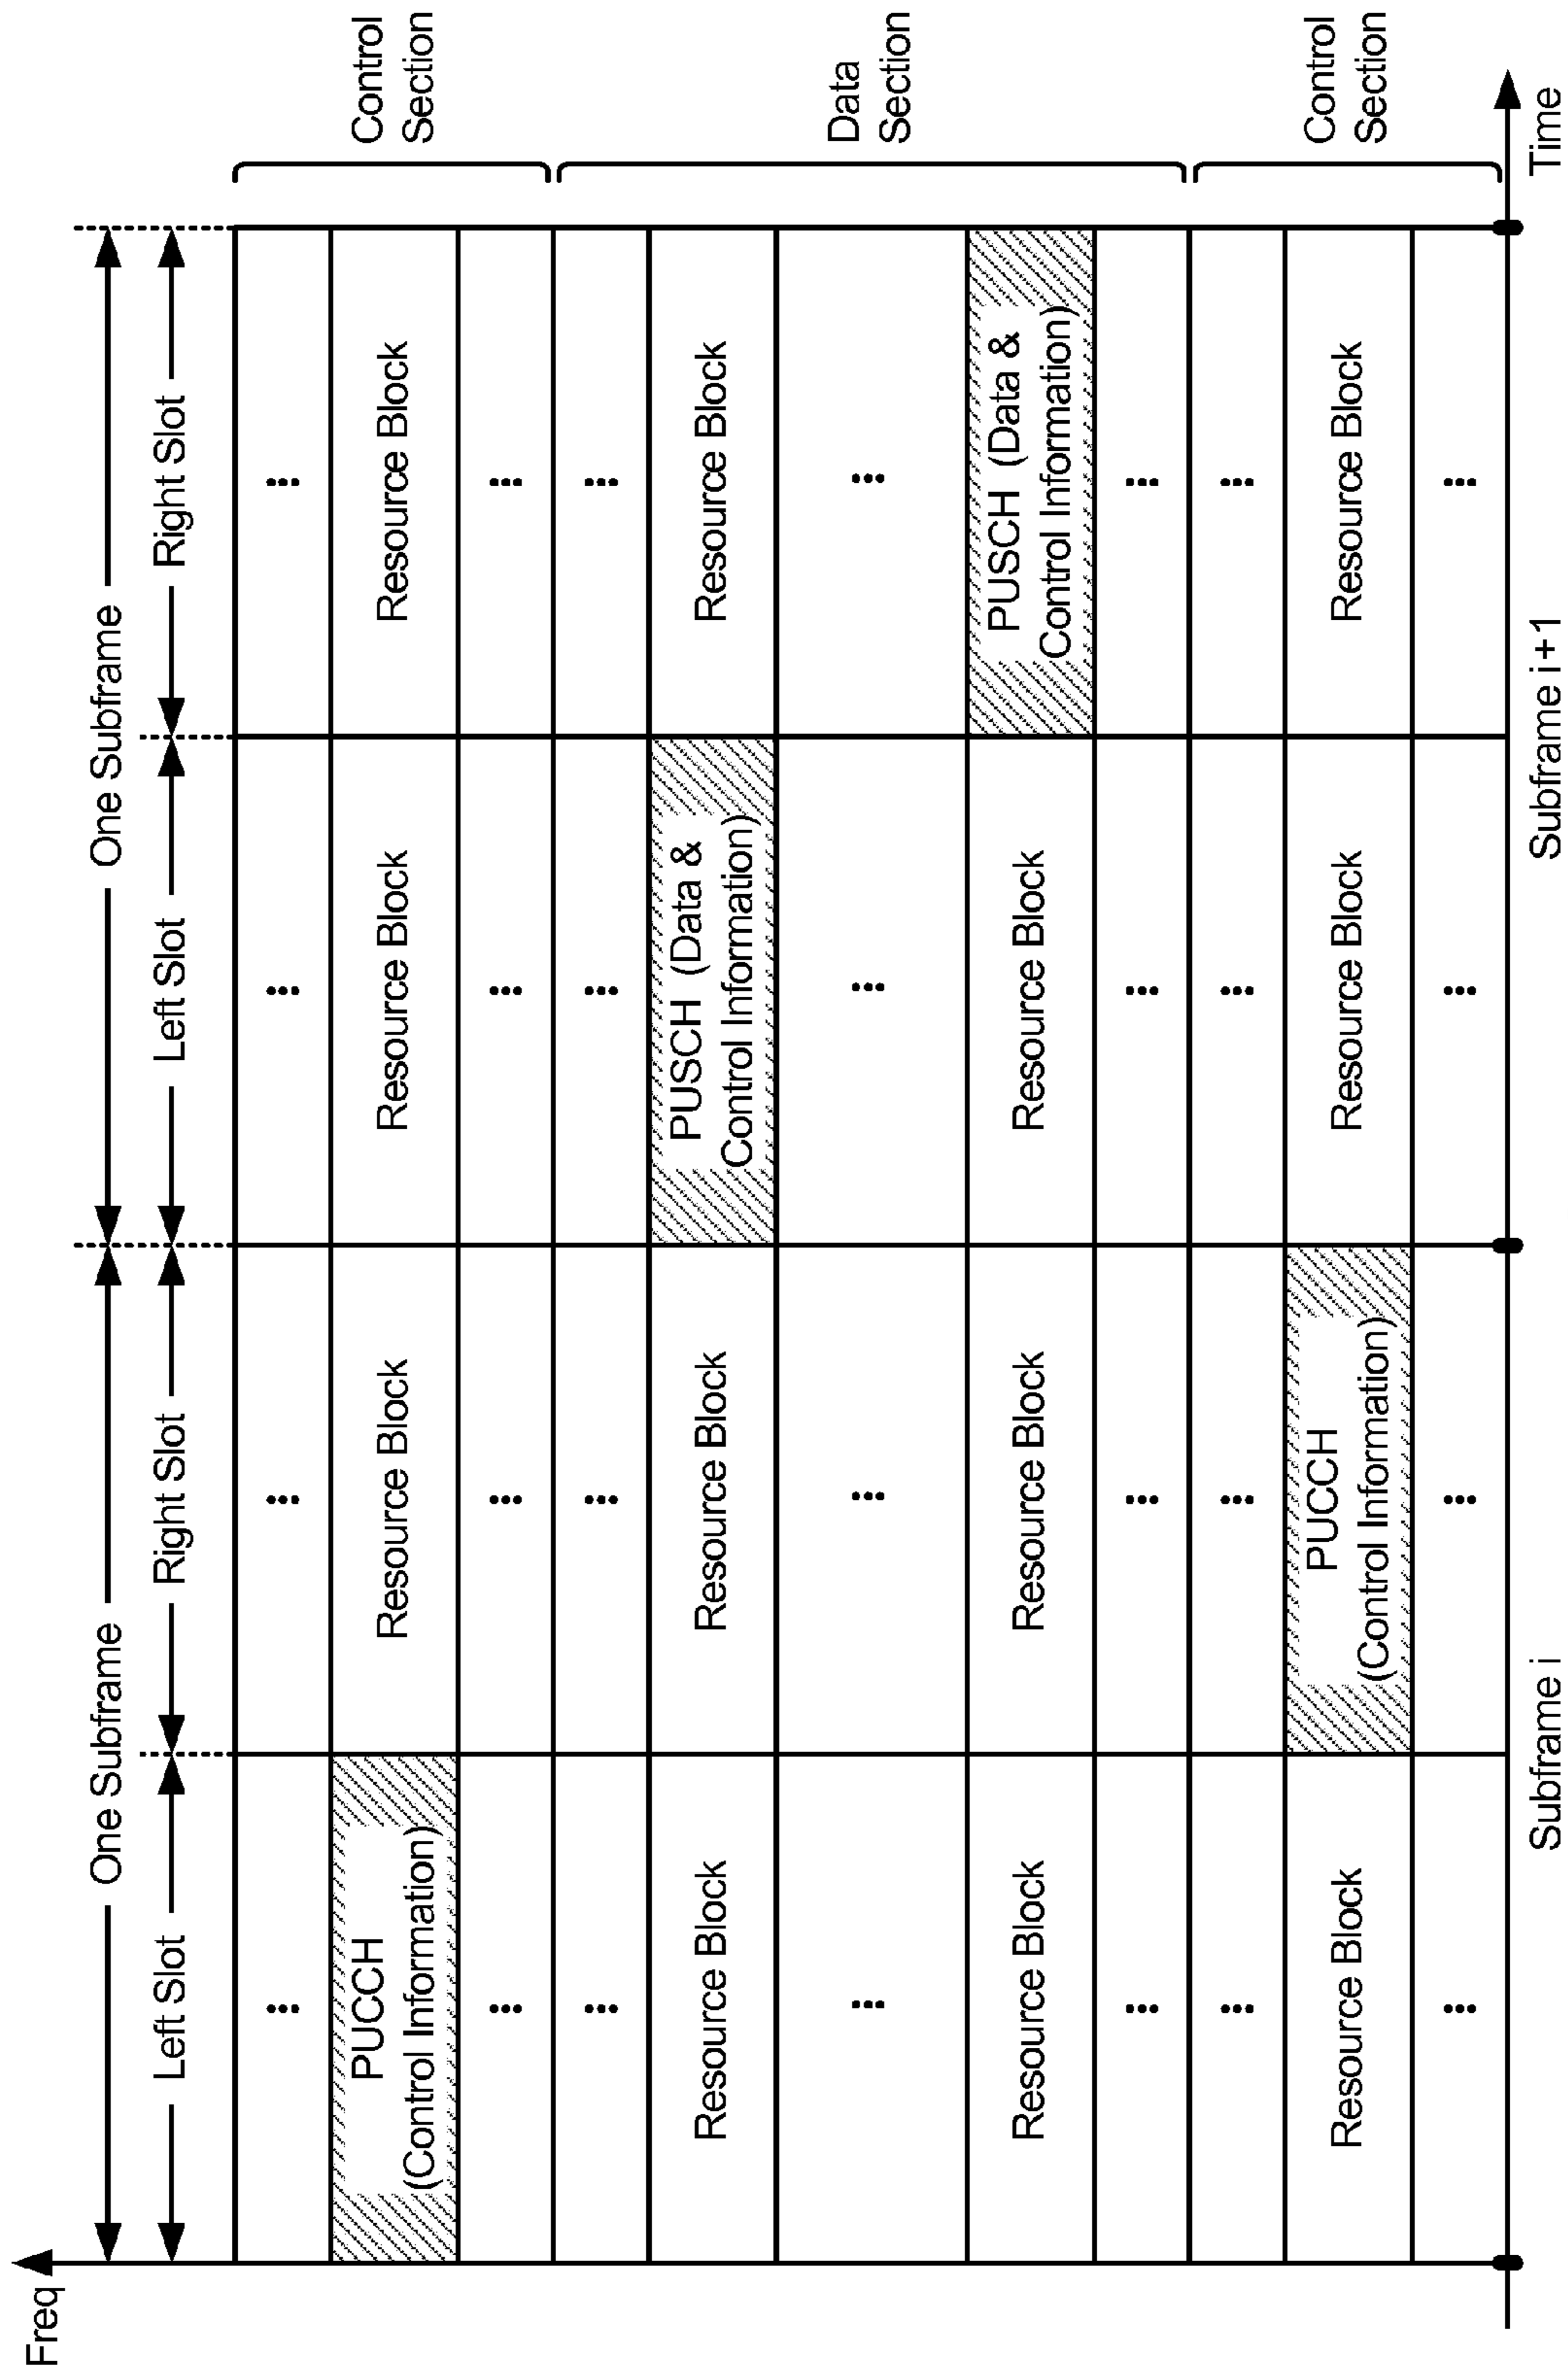 Freq
One Subframe
One Subframe
Left Slot
Right Slot
Left Slot
Right Slot
...
...
...
...
PUCCH
(Control Information)
Resource Block
Resource Block
Resource Block
Control
Section
...
...
...
...
...
...
...
...
Resource Block
Resource Block
PUSCH (Data &
Control Information)
Resource Block
...
...
...
...
Data
Section
Resource Block
Resource Block
Resource Block
PUSCH (Data &
Control Information)
...
...
...
...
...
...
...
...
Resource Block
PUCCH
(Control Information)
Resource Block
Resource Block
Control
Section
...
...
...
...
Subframe i
Subframe i+1
Time